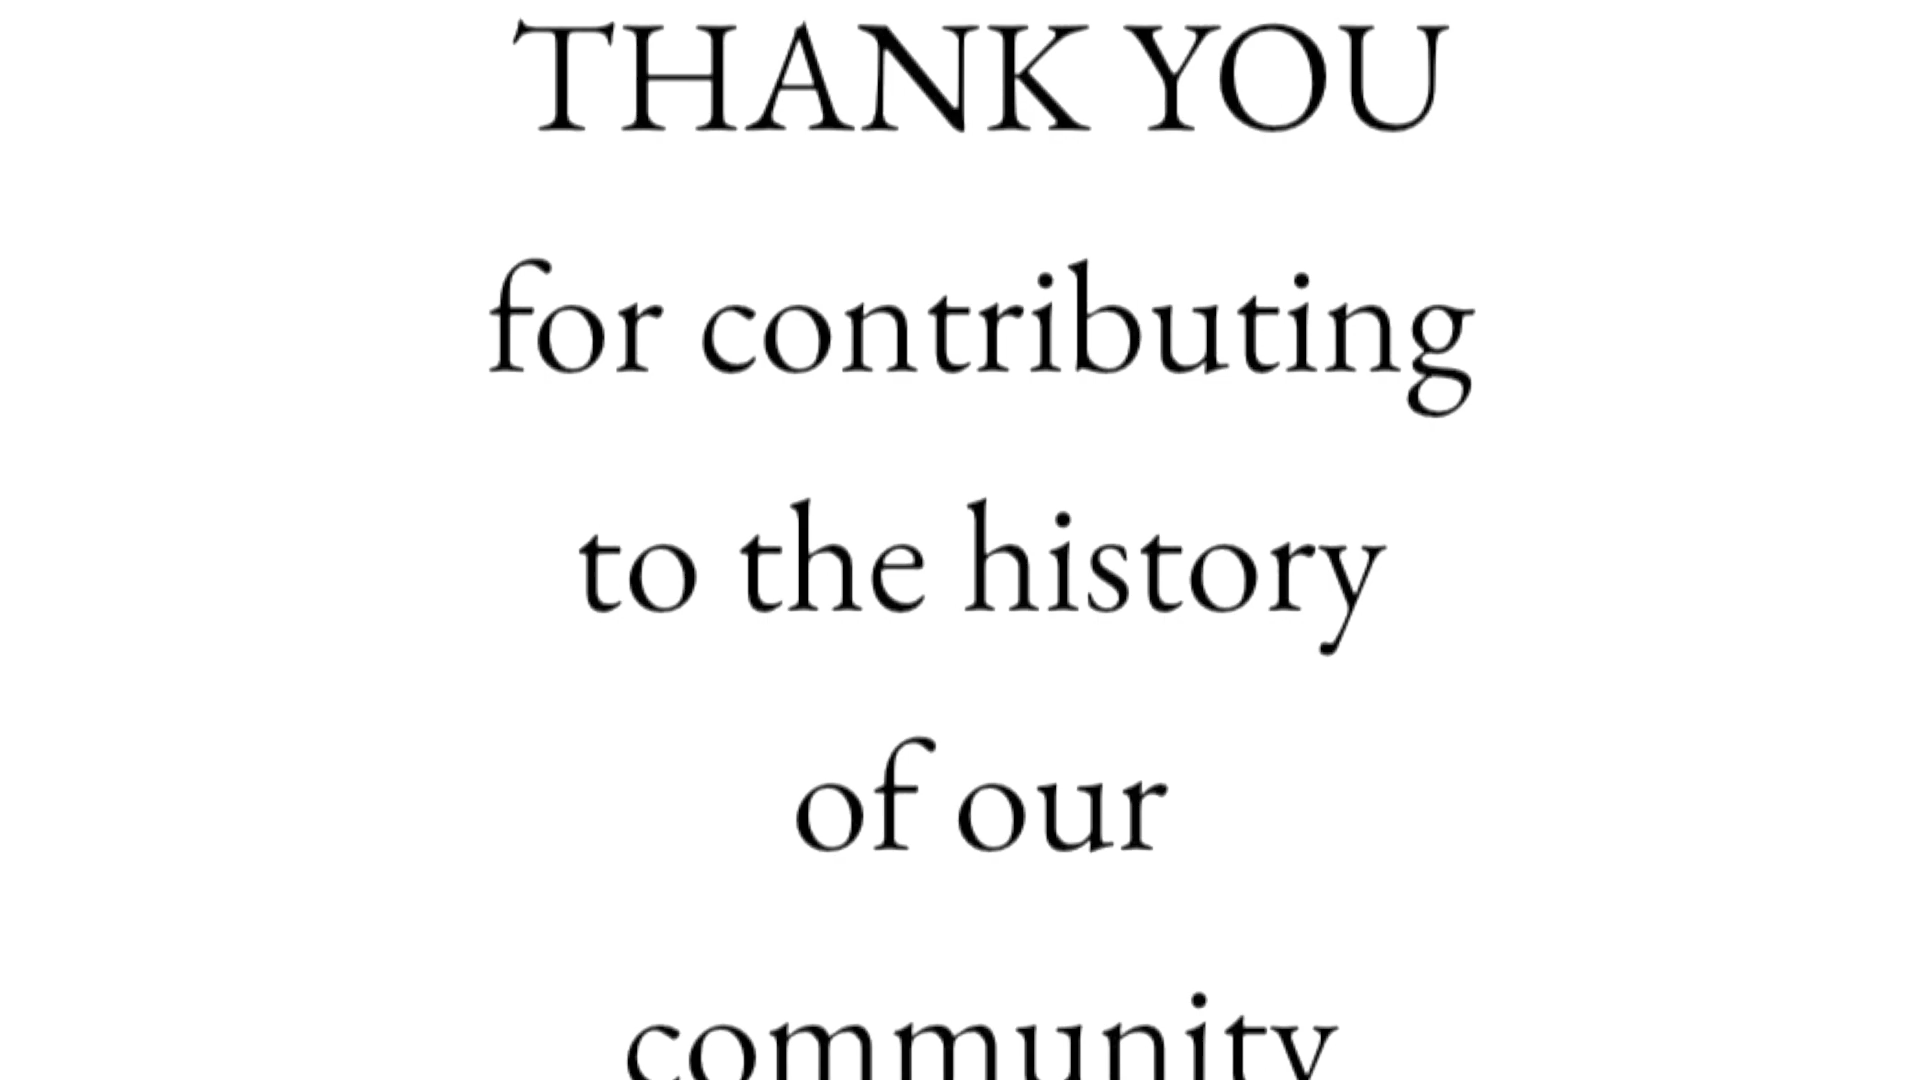 THANK YOU
for contributing
to the history
of our
community